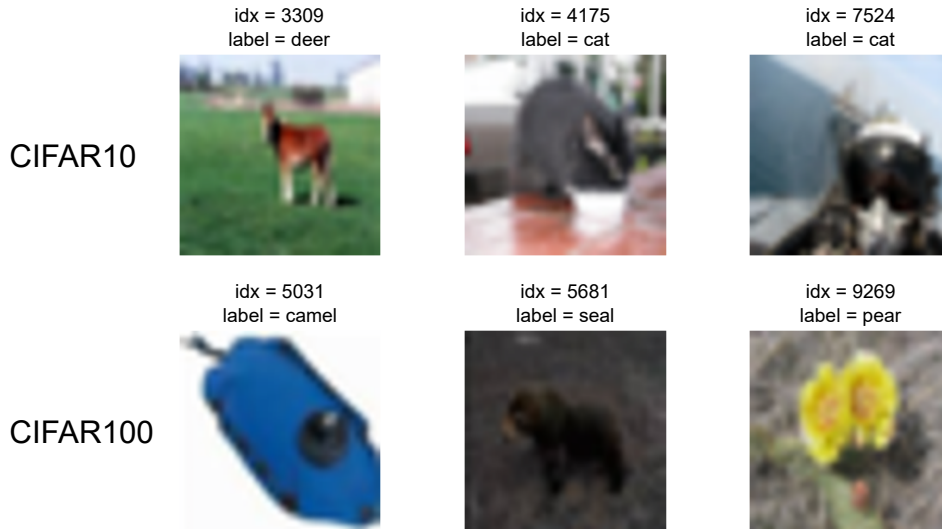 idx = 3309
label = deer
idx = 4175
label = cat
idx = 7524
label = cat
CIFAR10
idx = 5031
label = camel
idx = 5681
label = seal
idx = 9269
label = pear
CIFAR100